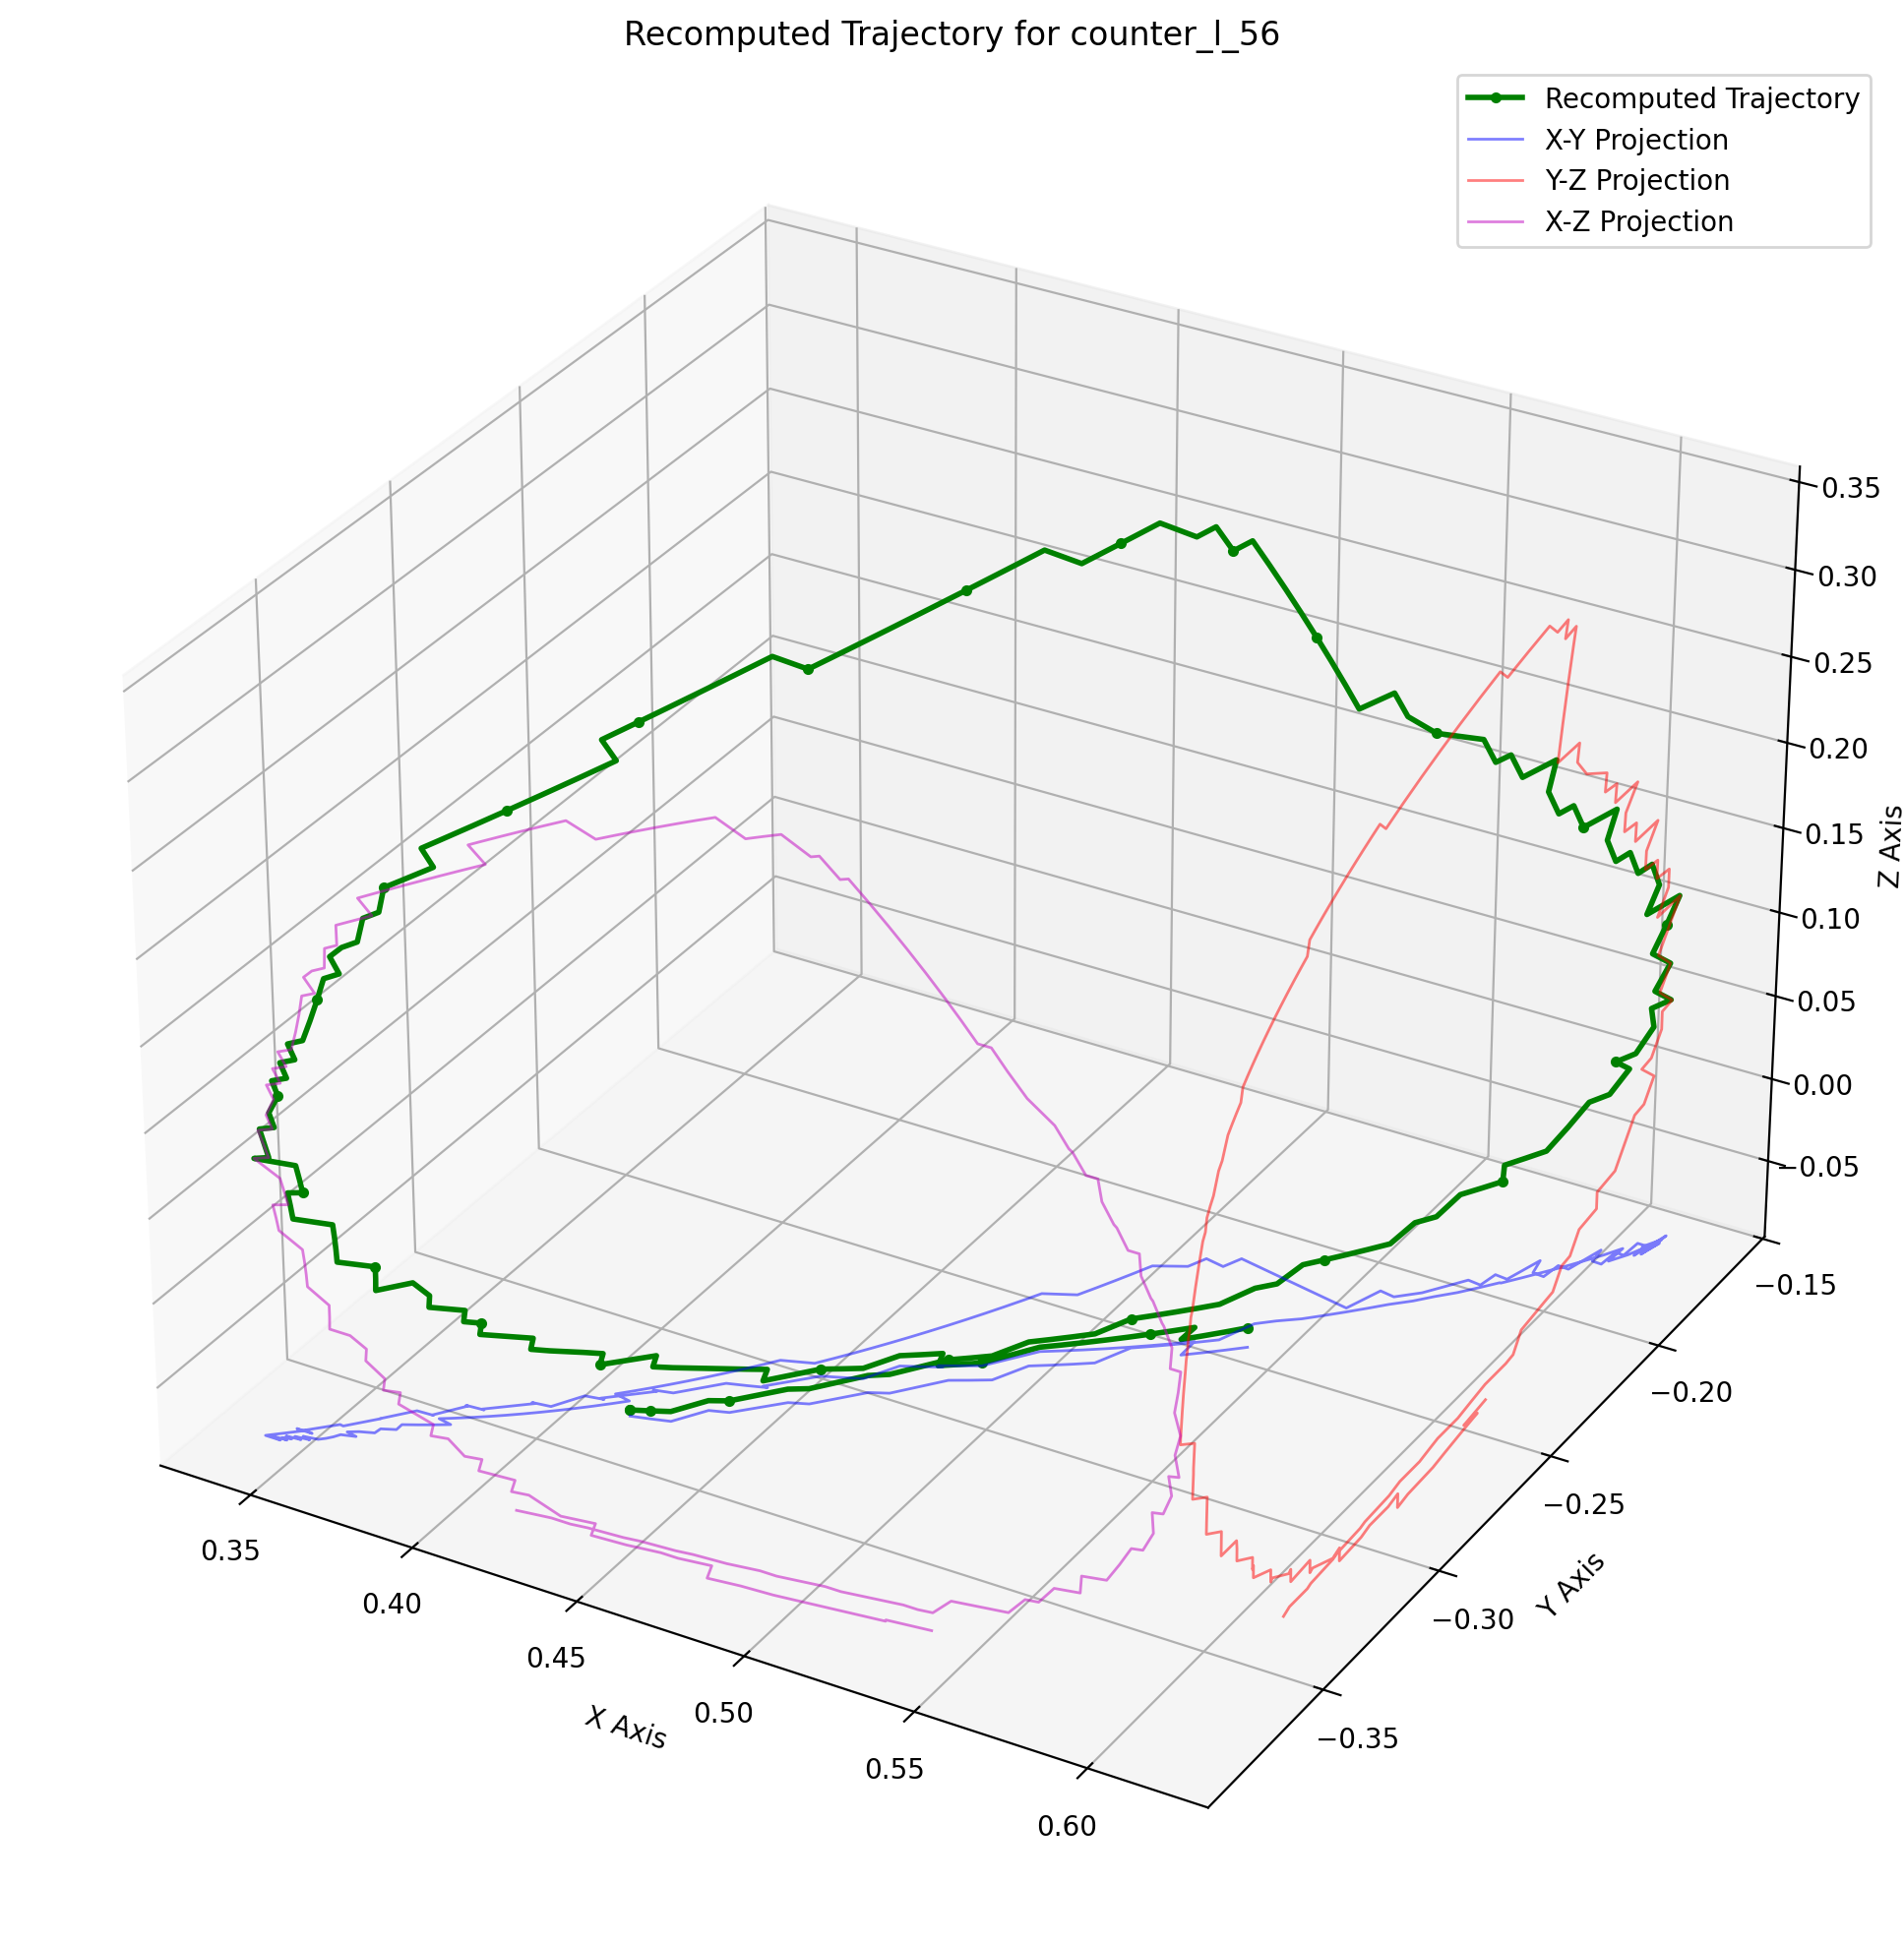 Recomputed Trajectory for counter_l_56
Recomputed Trajectory
X-Y Projection
Y-Z Projection
X-Z Projection
0.35
0.30
0.25
0.20
0.15
0.10
0.05
0.00
−0.05
Z Axis
−0.15
−0.20
−0.25
−0.30
−0.35
Y Axis
0.35
0.40
0.45
0.50
0.55
0.60
X Axis